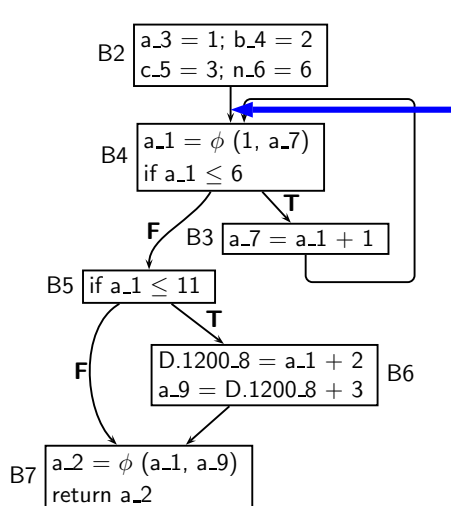 B2
a_3 = 1; b_4 = 2
c_5 = 3; n_6 = 6
B4
a_1 = ϕ (1, a_7)
if a_1 ≤ 6
F
T
B3
a_7 = a_1 + 1
B5
if a_1 ≤ 11
T
F
D.1200_8 = a_1 + 2
a_9 = D.1200_8 + 3
B6
B7
a_2 = ϕ (a_1, a_9)
return a_2